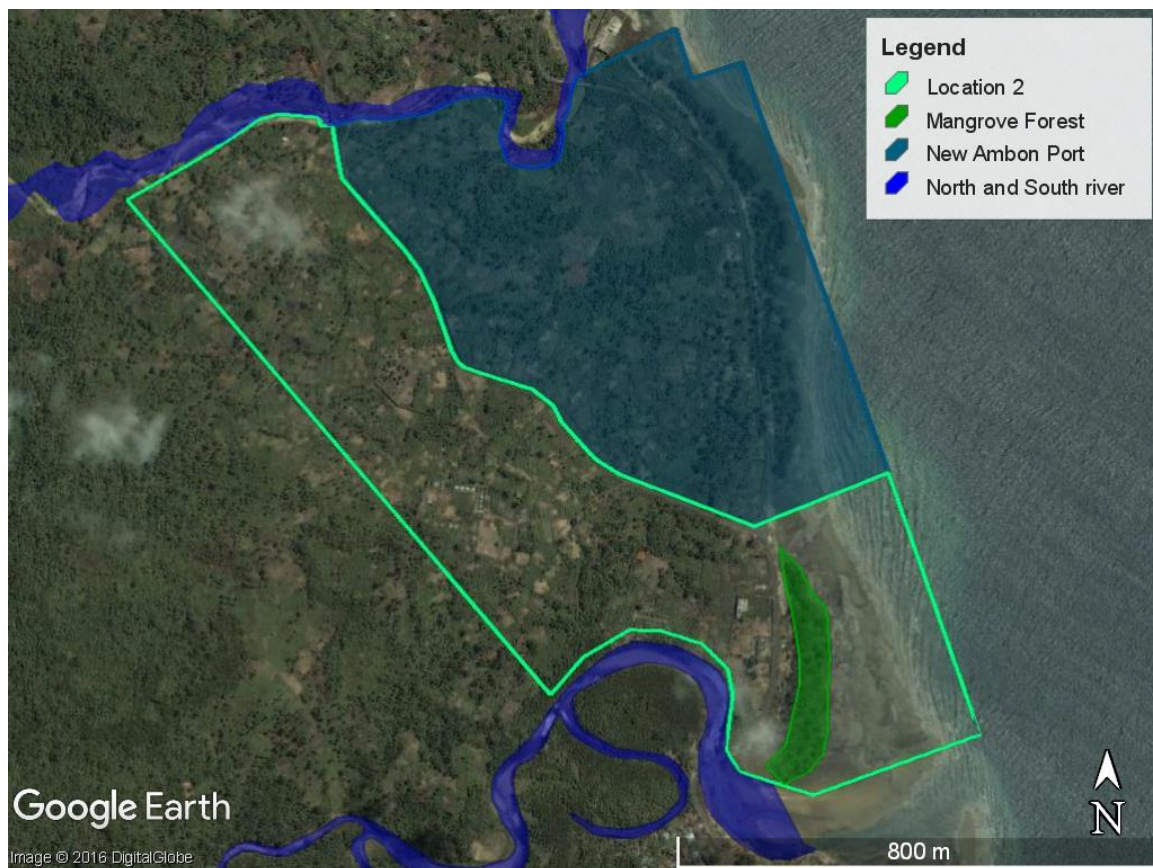 Legend
Location 2
Mangrove Forest
New Ambon Port
North and South river
N
Google Earth
800 m
Image © 2016 DigitalGlobe